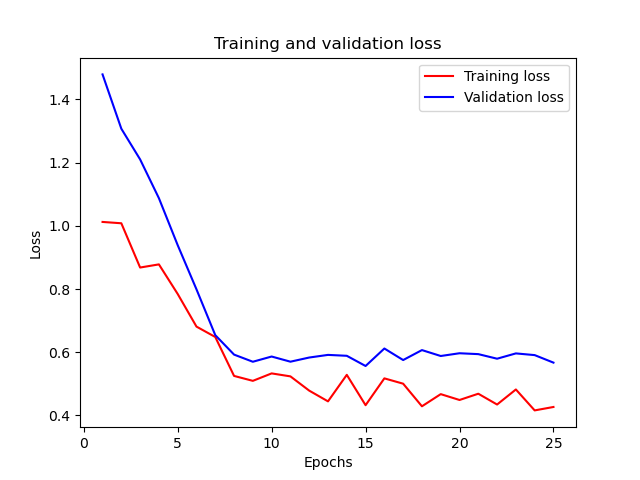 Training and validation loss
Training loss
Validation loss
Loss
1.4
1.2
1.0
0.8
0.6
0.4
0 5 10 15 20 25
Epochs